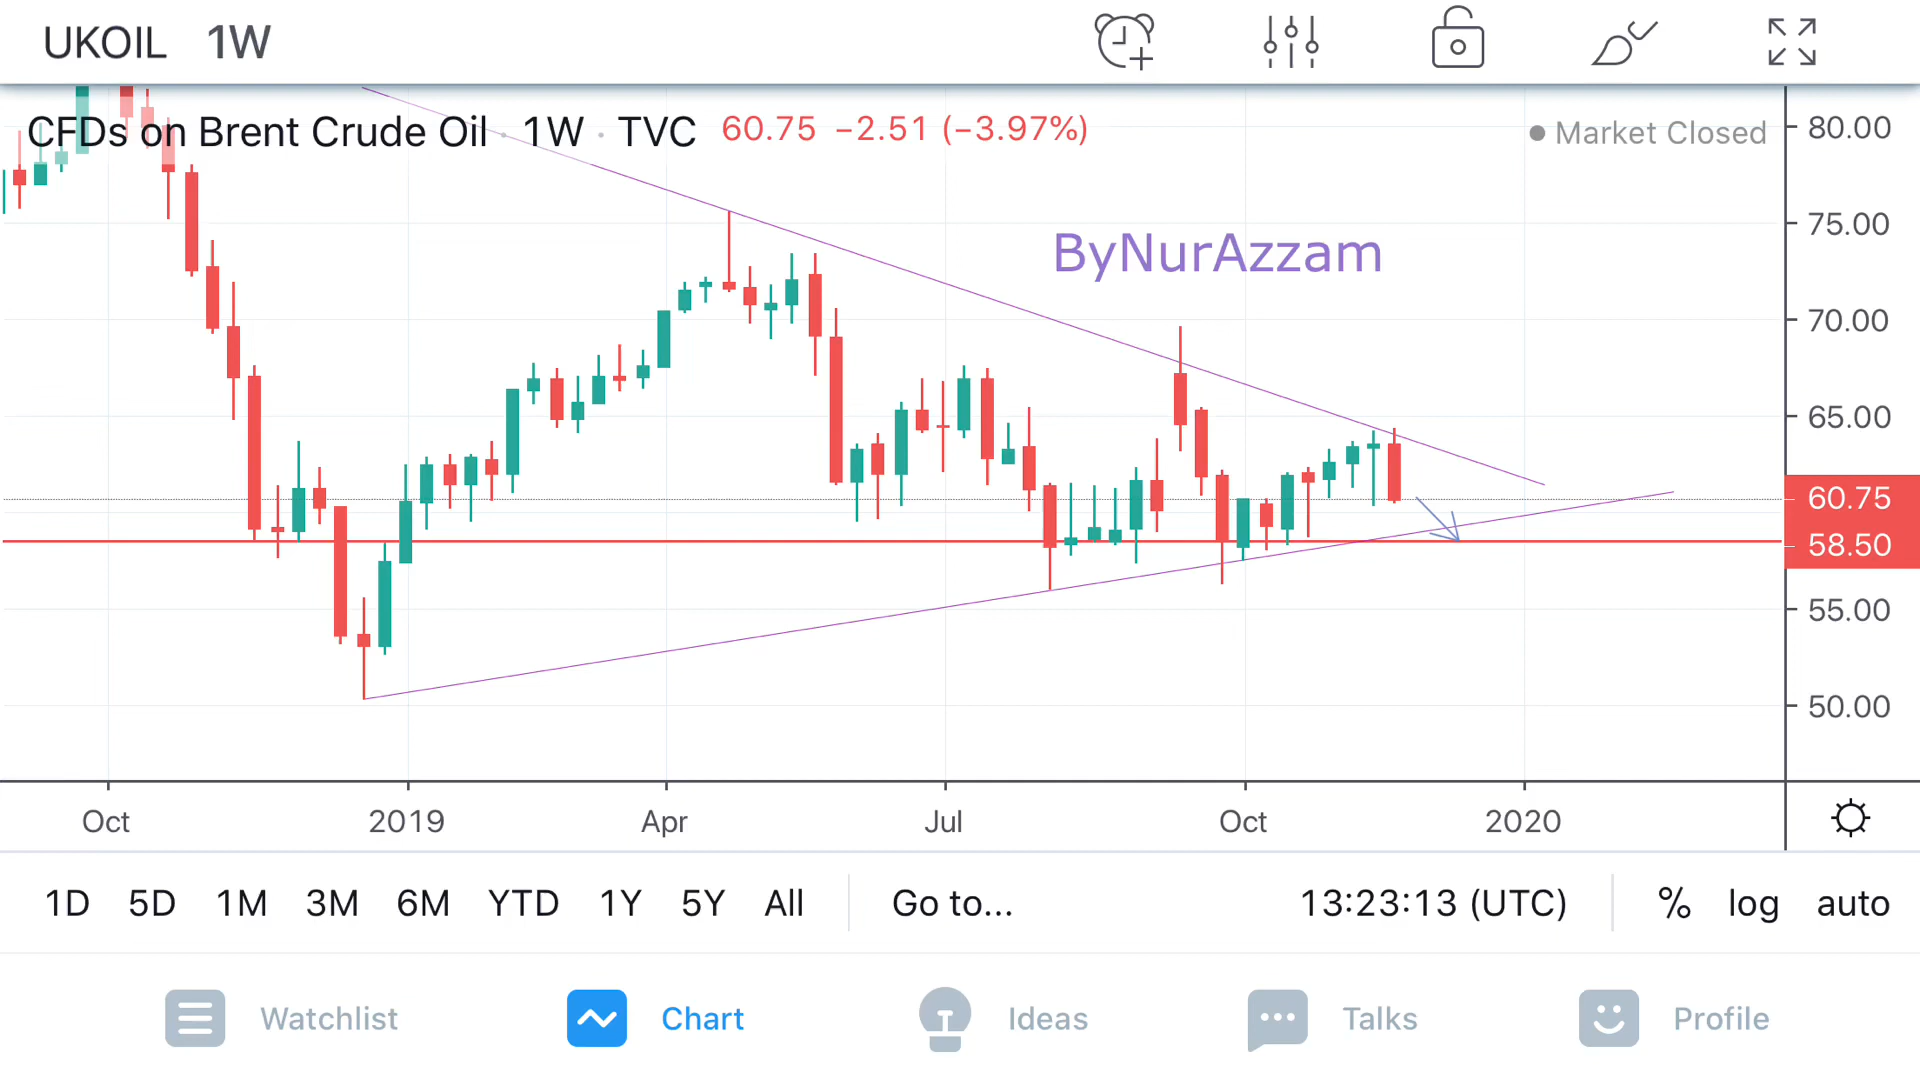 UKOIL 1W
CFDs on Brent Crude Oil · 1W · TVC 60.75 −2.51 (−3.97%)
Market Closed
80.00
75.00
ByNurAzzam
70.00
65.00
60.75
58.50
55.00
50.00
Oct 2019 Apr Jul Oct 2020
1D 5D 1M 3M 6M YTD 1Y 5Y All Go to... 13:23:13 (UTC) % log auto
Watchlist Chart Ideas Talks Profile